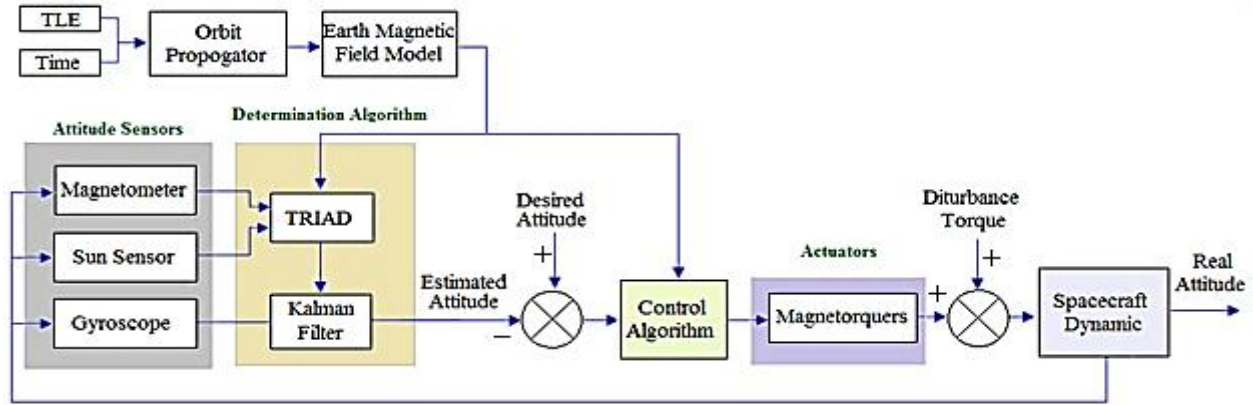 TLE
Time
Orbit
Propogator
Earth Magnetic
Field Model
Attitude Sensors
Determination Algorithm
Magnetometer
Sun Sensor
Gyroscope
TRIAD
Kalman
Filter
Estimated
Attitude
Desired
Attitude
+
−
Control
Algorithm
Actuators
Magnetorquers
Diturbance
Torque
+
+
Spacecraft
Dynamic
Real
Attitude